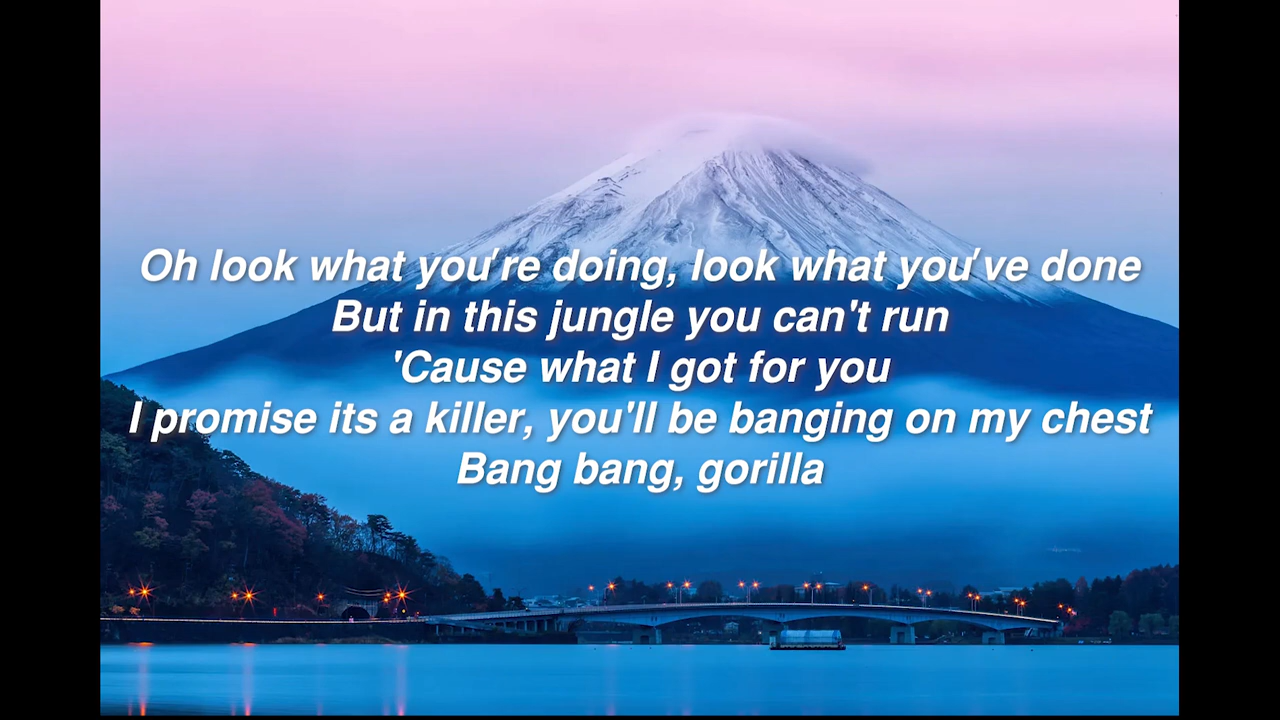 Oh look what you're doing, look what you've done
But in this jungle you can't run
'Cause what I got for you
I promise its a killer, you'll be banging on my chest
Bang bang, gorilla